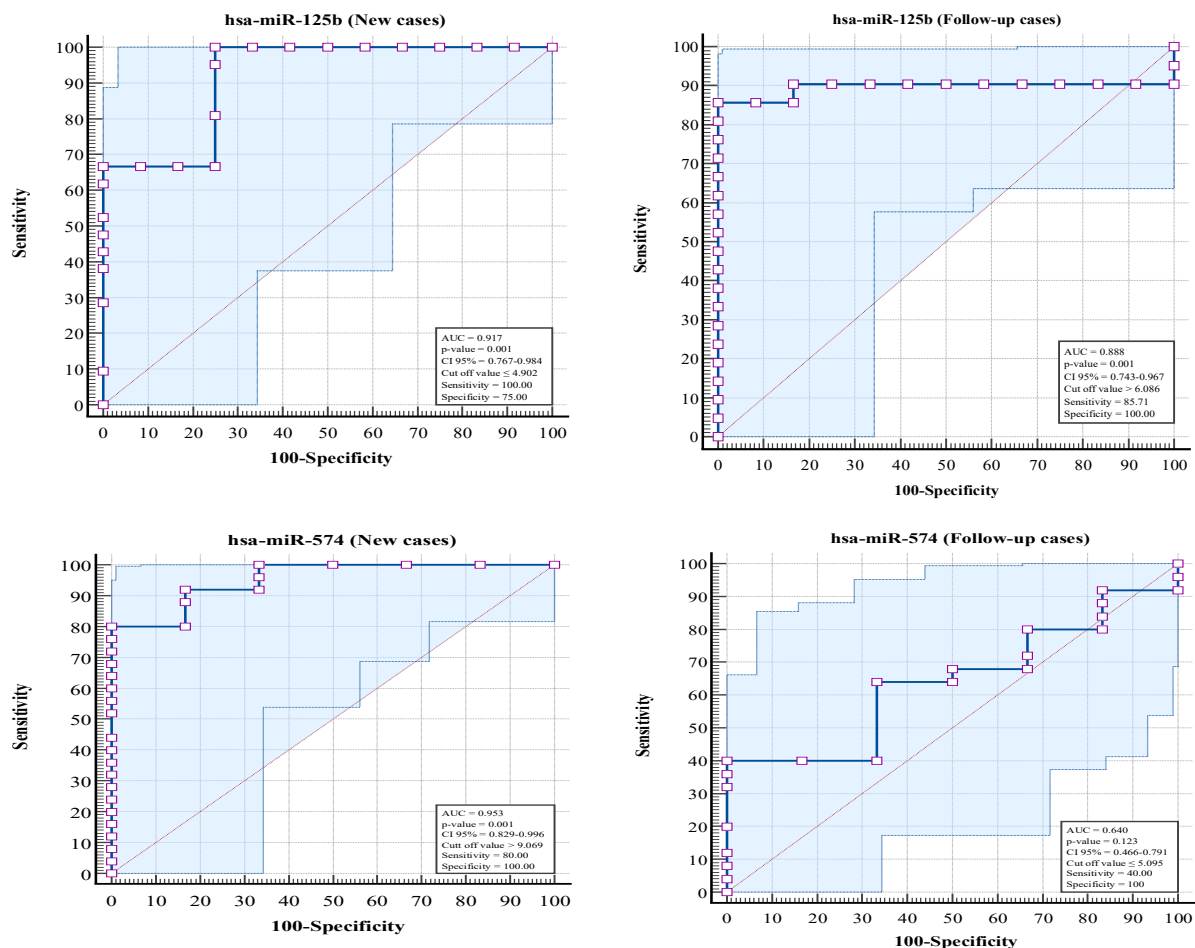 hsa-miR-125b (New cases)
100
90
80
70
60
50
40
30
20
10
0
Sensitivity
AUC = 0.917
p-value = 0.001
CI 95% = 0.767-0.984
Cut off value ≤ 4.902
Sensitivity = 100.00
Specificity = 75.00
0 10 20 30 40 50 60 70 80 90 100
100-Specificity
hsa-miR-125b (Follow-up cases)
100
90
80
70
60
50
40
30
20
10
0
Sensitivity
AUC = 0.888
p-value = 0.001
CI 95% = 0.743-0.967
Cut off value > 6.086
Sensitivity = 85.71
Specificity = 100.00
0 10 20 30 40 50 60 70 80 90 100
100-Specificity
hsa-miR-574 (New cases)
100
90
80
70
60
50
40
30
20
10
0
Sensitivity
AUC = 0.953
p-value = 0.001
CI 95% = 0.829-0.996
Cutt off value > 9.069
Sensitivity = 80.00
Specificity = 100.00
0 10 20 30 40 50 60 70 80 90 100
100-Specificity
hsa-miR-574 (Follow-up cases)
100
90
80
70
60
50
40
30
20
10
0
Sensitivity
AUC = 0.640
p-value = 0.123
CI 95% = 0.466-0.791
Cut off value ≤ 5.095
Sensitivity = 40.00
Specificity = 100
0 10 20 30 40 50 60 70 80 90 100
100-Specificity